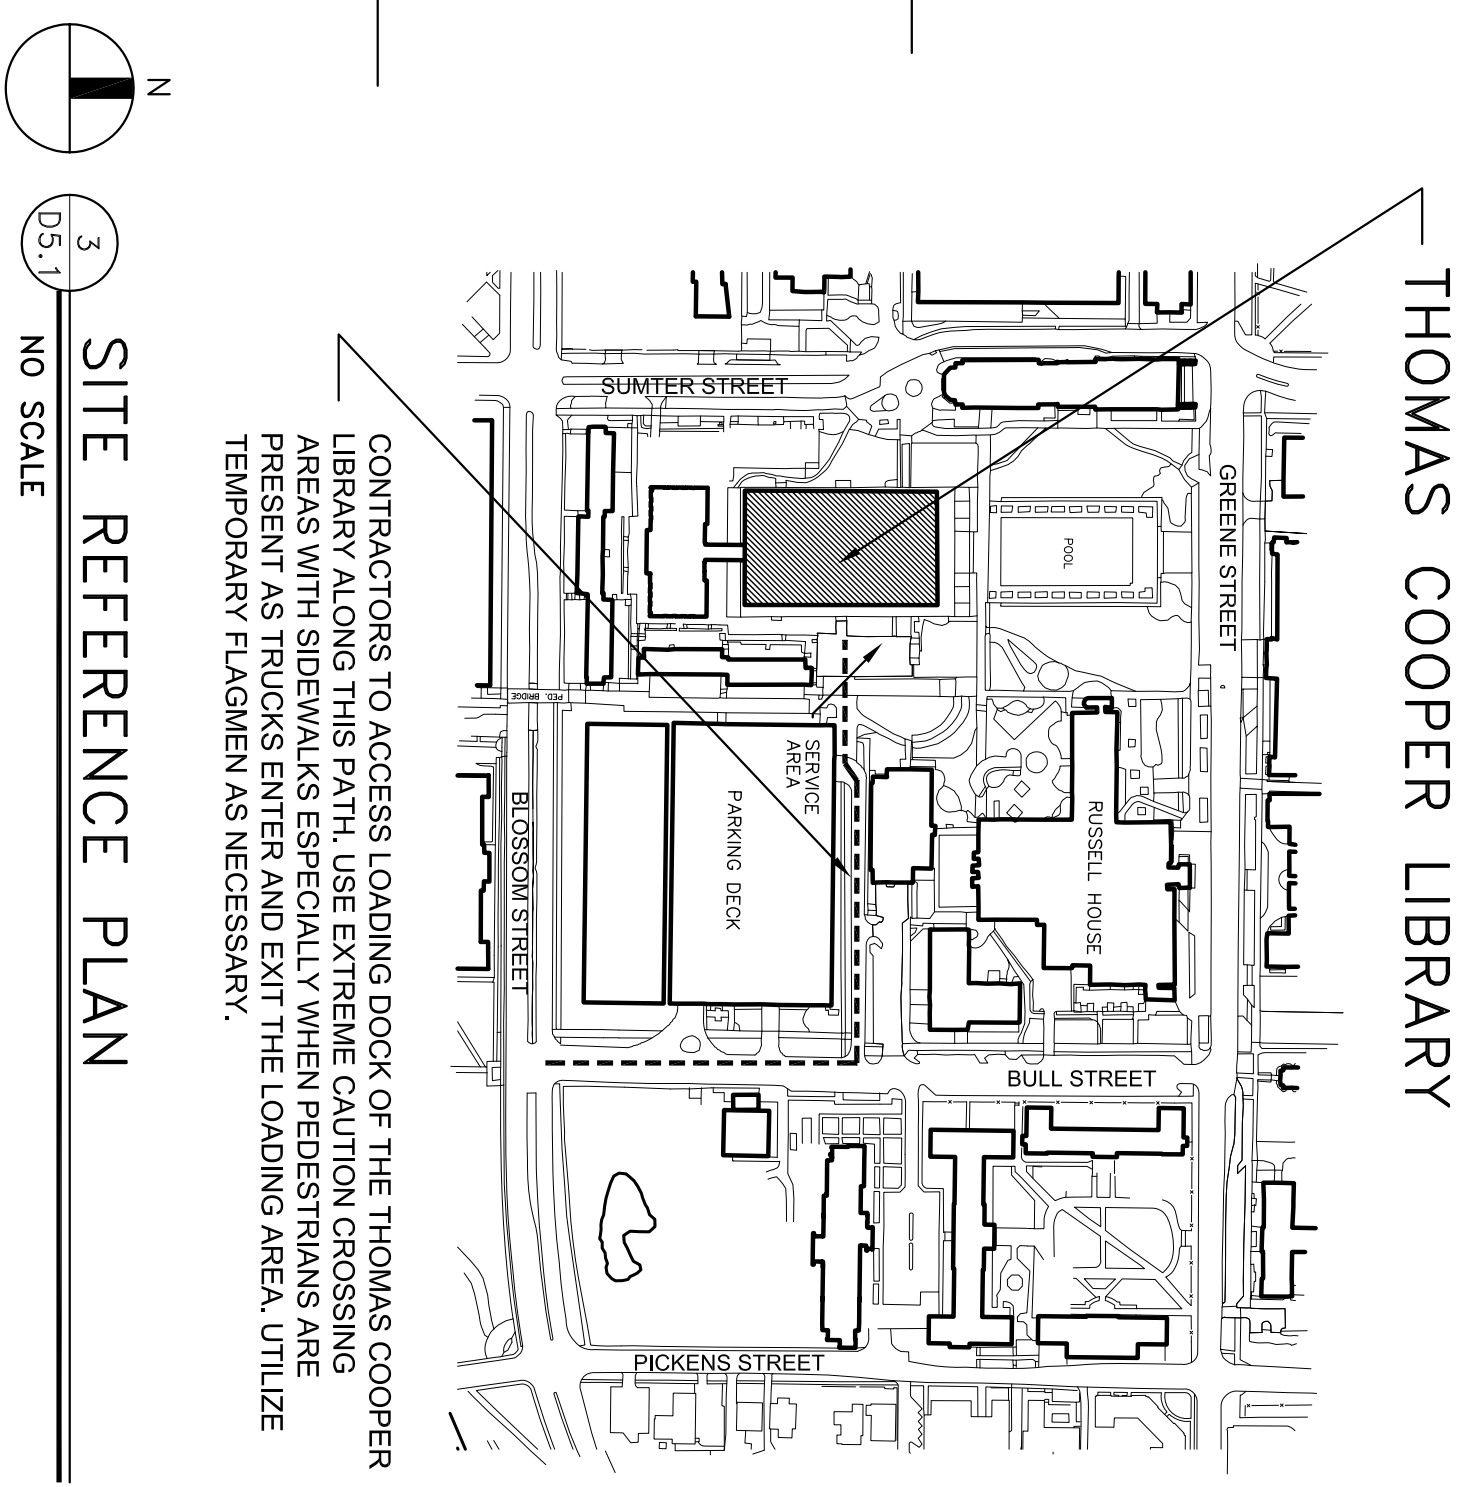 THOMAS COOPER LIBRARY
GREENE STREET
SUMTER STREET
POOL
RUSSELL HOUSE
BULL STREET
SERVICE
AREA
PARKING DECK
PED. BRIDGE
BLOSSOM STREET
PICKENS STREET
CONTRACTORS TO ACCESS LOADING DOCK OF THE THOMAS COOPER
LIBRARY ALONG THIS PATH. USE EXTREME CAUTION CROSSING
AREAS WITH SIDEWALKS ESPECIALLY WHEN PEDESTRIANS ARE
PRESENT AS TRUCKS ENTER AND EXIT THE LOADING AREA. UTILIZE
TEMPORARY FLAGMEN AS NECESSARY.
N
3
D5.1
SITE REFERENCE PLAN
NO SCALE